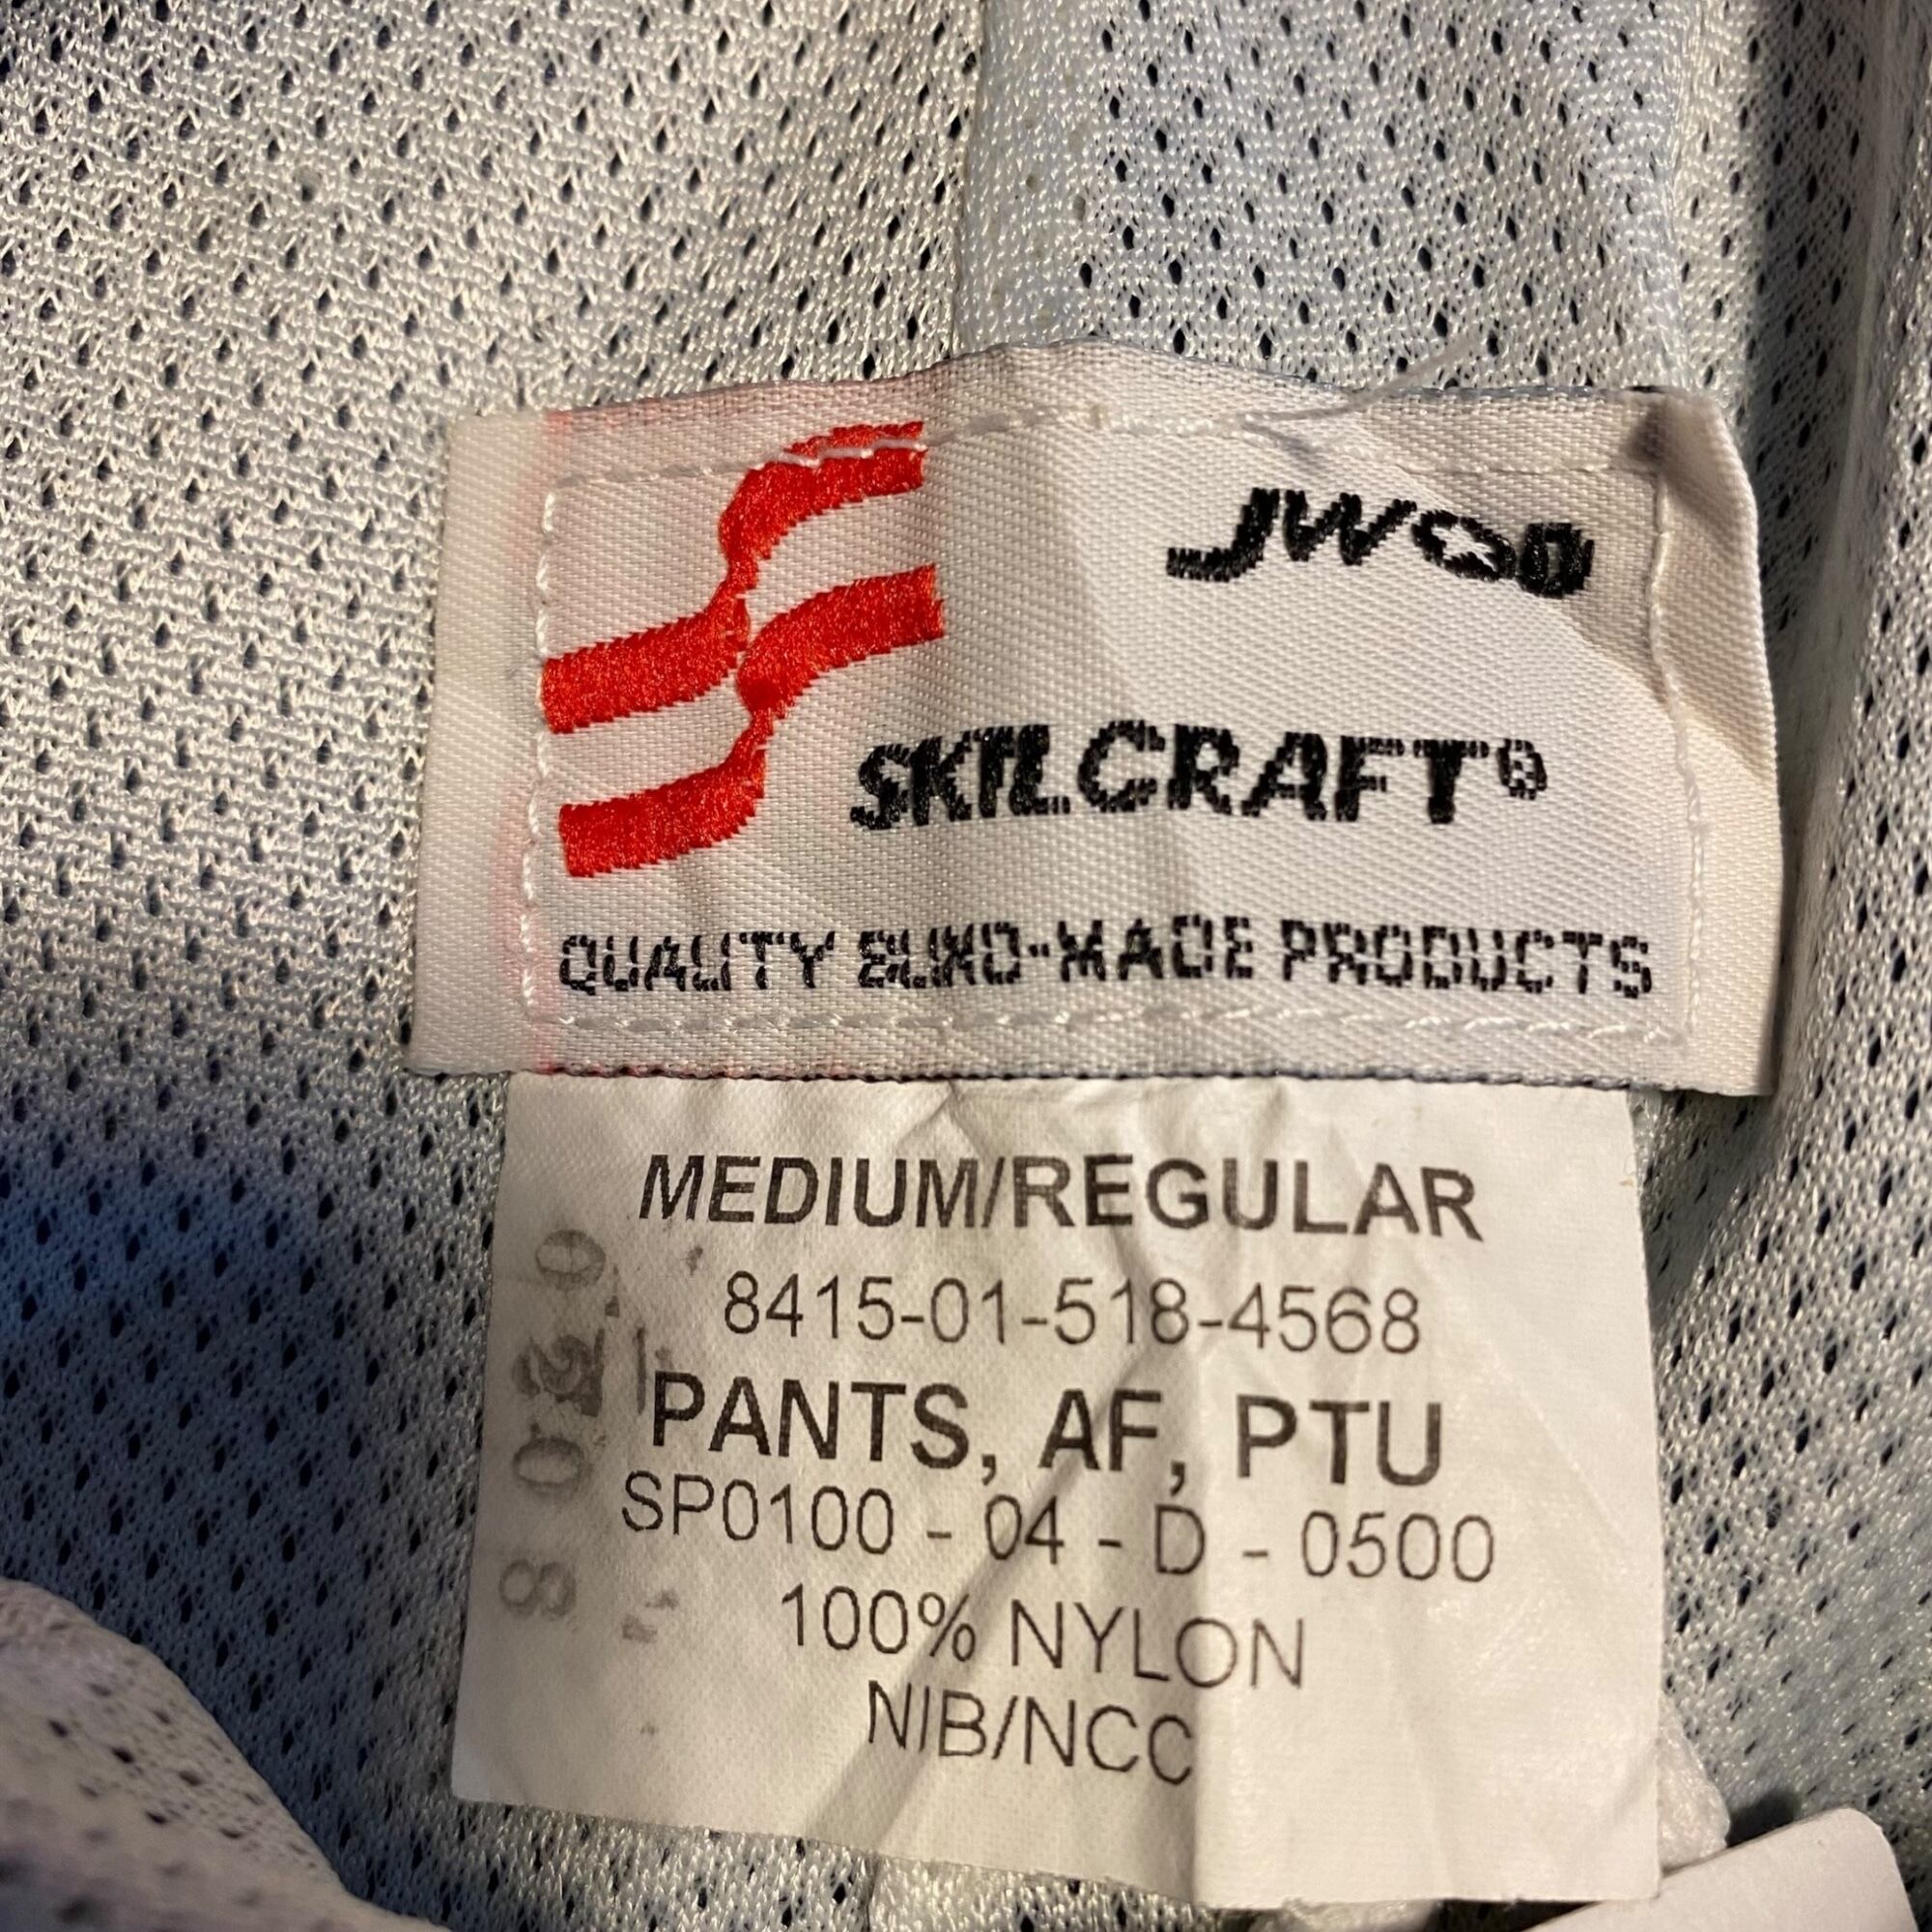 JWOD
SKILCRAFT®
QUALITY BLIND-MADE PRODUCTS
MEDIUM/REGULAR
8415-01-518-4568
PANTS, AF, PTU
SP0100 - 04 - D - 0500
100% NYLON
NIB/NCC